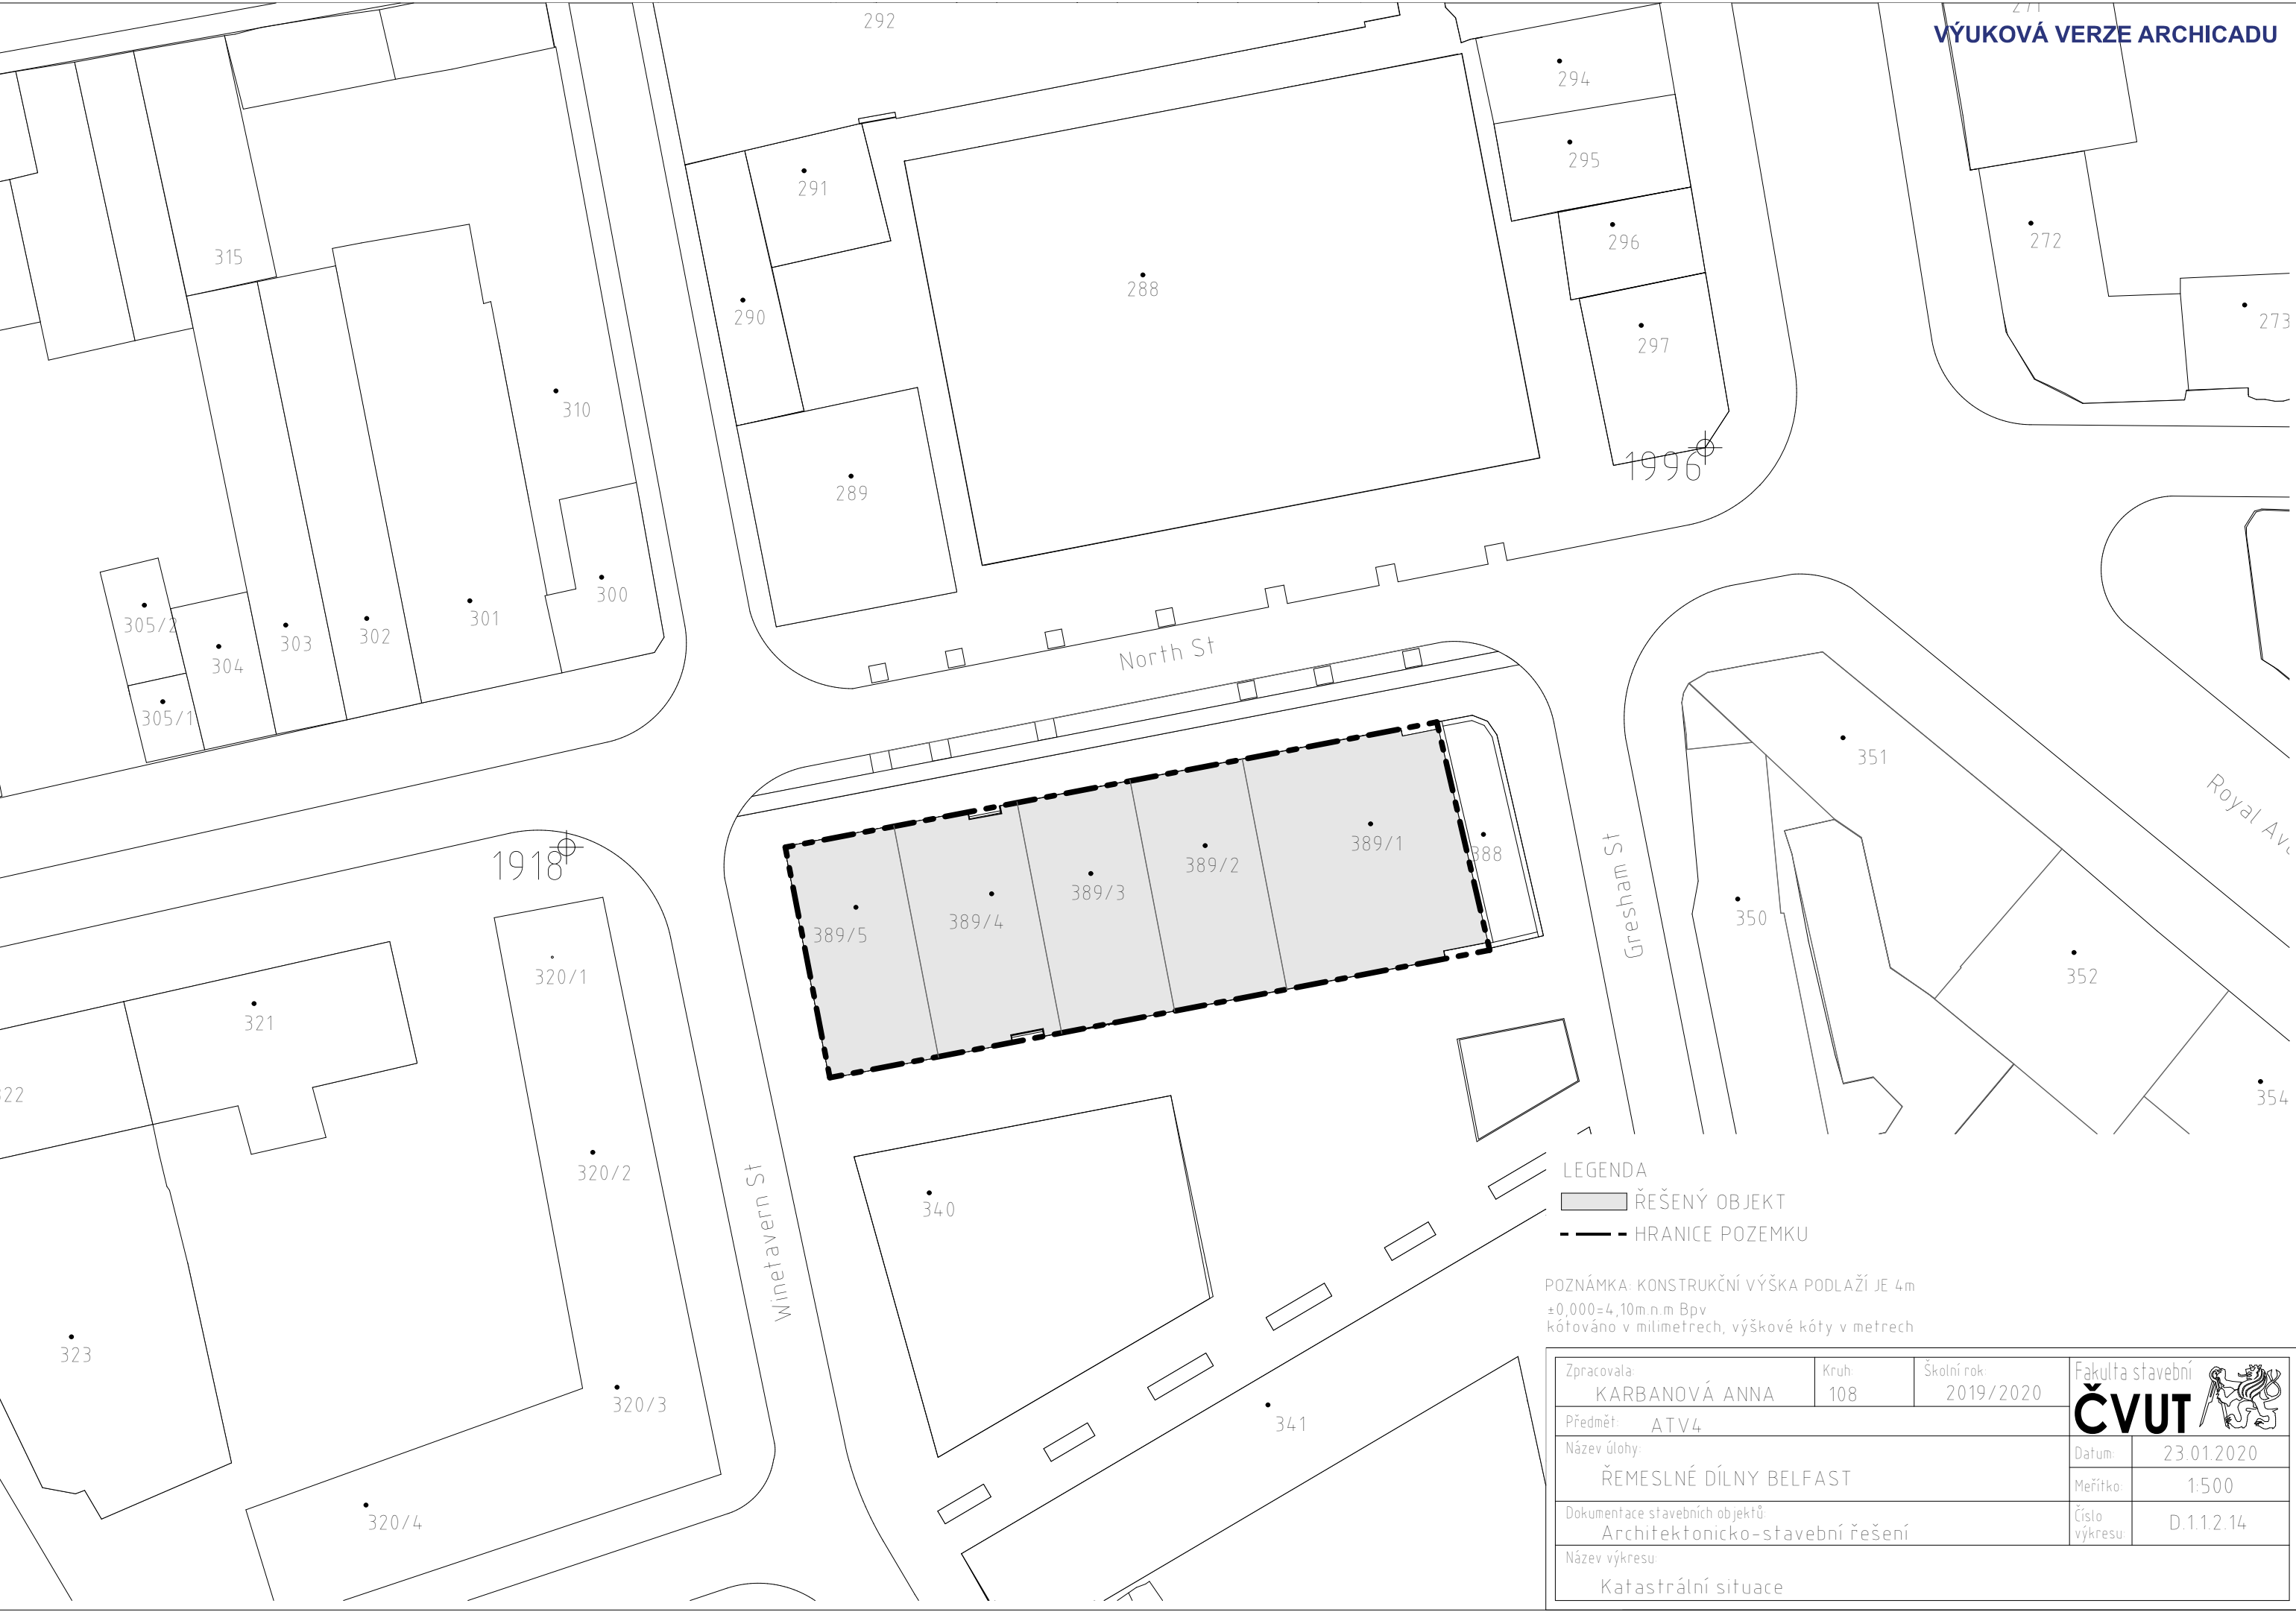 292
271
VÝUKOVÁ VERZE ARCHICADU
294
295
291
296
272
315
288
290
273
297
310
1996
289
300
305/2
301
302
303
304
North St
305/1
351
Royal Av
389/1
389/2
388
1918
389/3
Gresham St
389/4
350
389/5
320/1
352
321
22
354
320/2
340
Winetavern St
323
320/3
341
320/4
LEGENDA
ŘEŠENÝ OBJEKT
HRANICE POZEMKU
POZNÁMKA: KONSTRUKČNÍ VÝŠKA PODLAŽÍ JE 4m
±0,000=4,10m.n.m Bpv
kótováno v milimetrech, výškové kóty v metrech
Zpracovala:
KARBANOVÁ ANNA
Kruh:
108
Školní rok:
2019/2020
Fakulta stavební
ČVUT
Předmět: ATV4
Název úlohy:
ŘEMESLNÉ DÍLNY BELFAST
Datum: 23.01.2020
Meřítko: 1:500
Dokumentace stavebních objektů:
Architektonicko-stavební řešení
Číslo výkresu: D.1.1.2.14
Název výkresu:
Katastrální situace